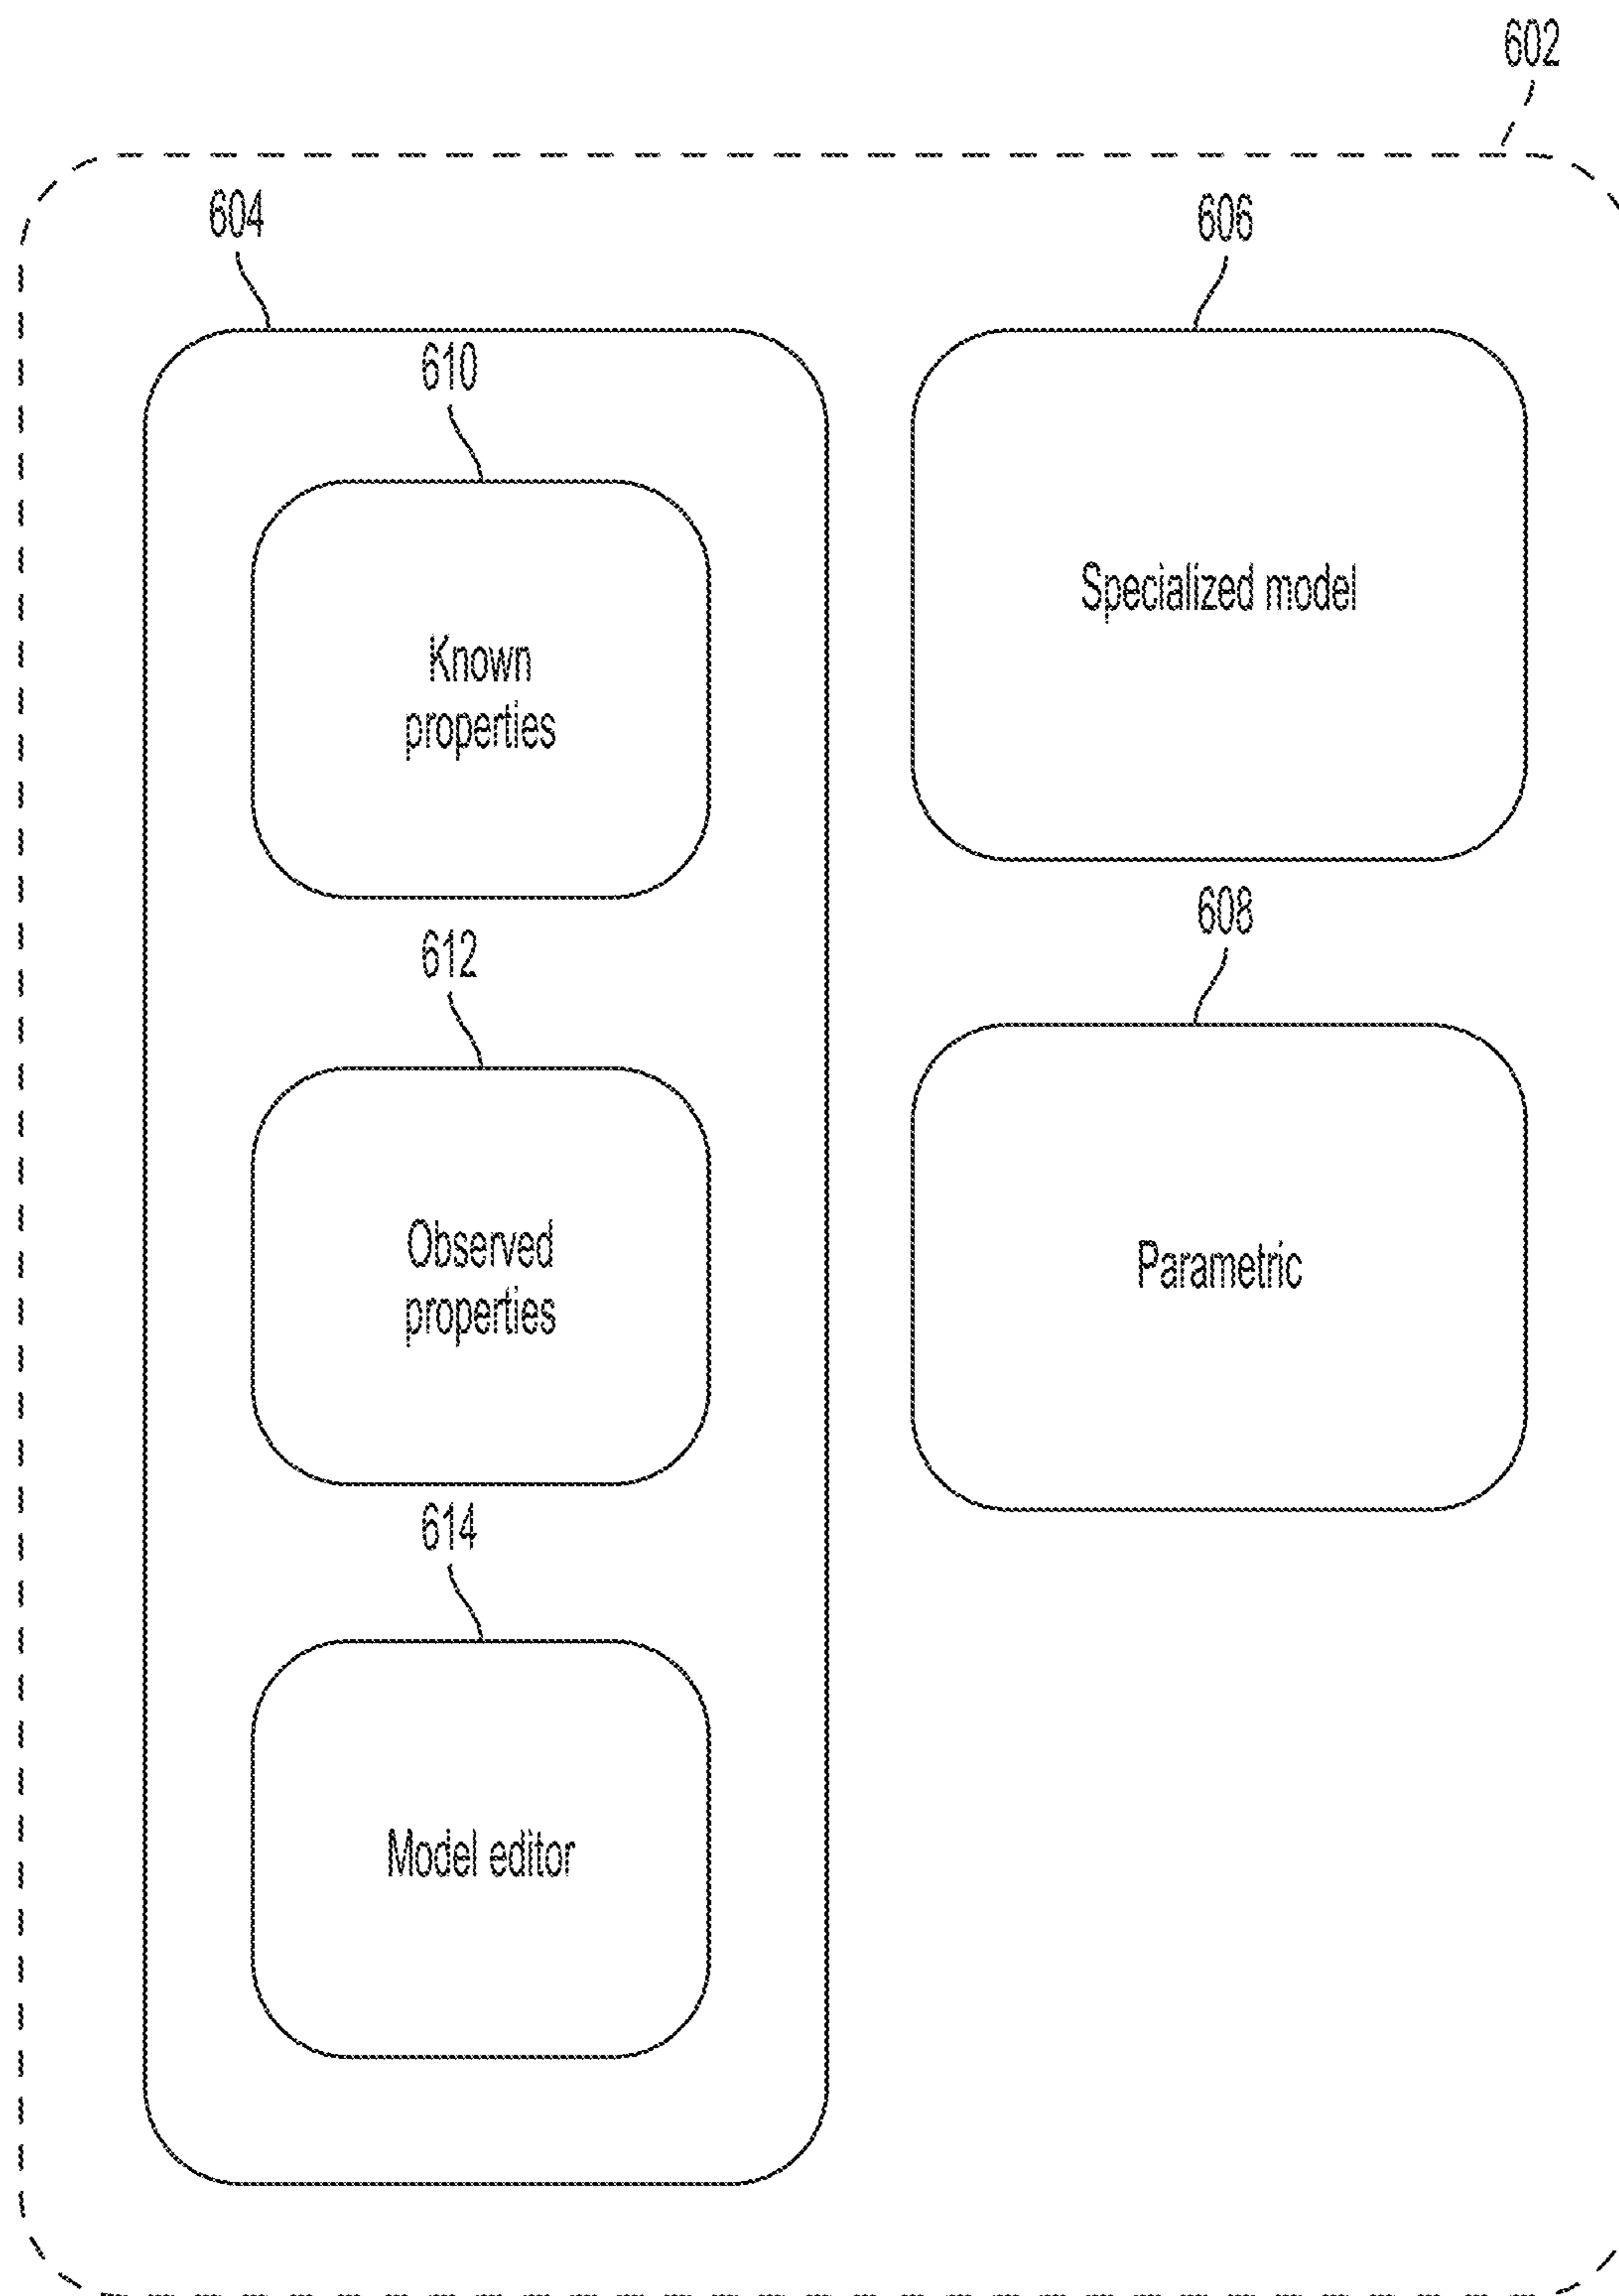 602
604
606
610
Specialized model
Known
properties
608
612
Observed
properties
Parametric
614
Model editor